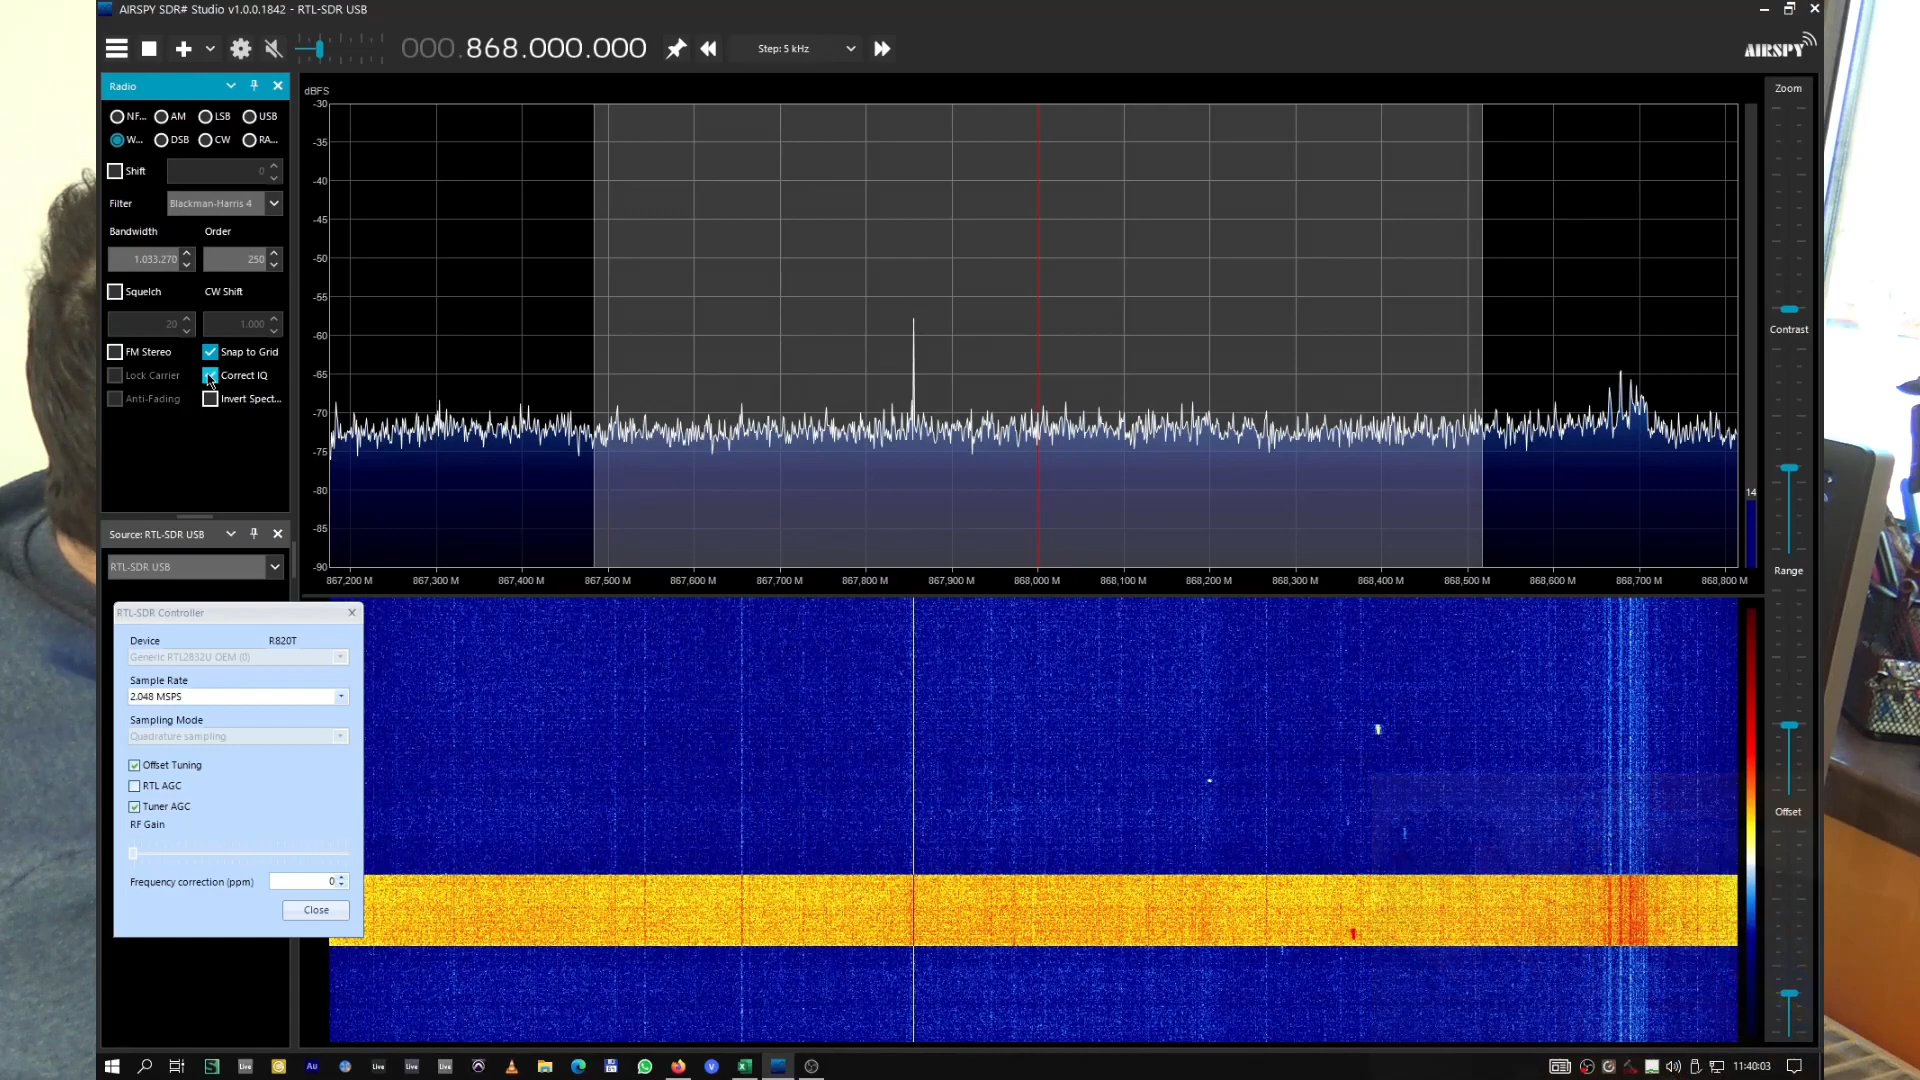 AIRSPY SDR# Studio v1.0.0.1842 - RTL-SDR USB
000.868.000.000
Step: 5 kHz
AIRSPY
Radio
NF... AM LSB USB
W... DSB CW RA...
Shift 0
Filter Blackman-Harris 4
Bandwidth Order
1.033.270 250
Squelch CW Shift
20 1.000
FM Stereo Snap to Grid
Lock Carrier Correct IQ
Anti-Fading Invert Spect...
Source: RTL-SDR USB
RTL-SDR USB
RTL-SDR Controller
Device R820T
Generic RTL2832U OEM (0)
Sample Rate
2.048 MSPS
Sampling Mode
Quadrature sampling
Offset Tuning
RTL AGC
Tuner AGC
RF Gain
Frequency correction (ppm) 0
Close
dBFS
-30
-35
-40
-45
-50
-55
-60
-65
-70
-75
-80
-85
-90
867,200 M 867,300 M 867,400 M 867,500 M 867,600 M 867,700 M 867,800 M 867,900 M 868,000 M 868,100 M 868,200 M 868,300 M 868,400 M 868,500 M 868,600 M 868,700 M 868,800 M
14
Zoom
Contrast
Range
Offset
Live Au Live Live Live
11:40:03